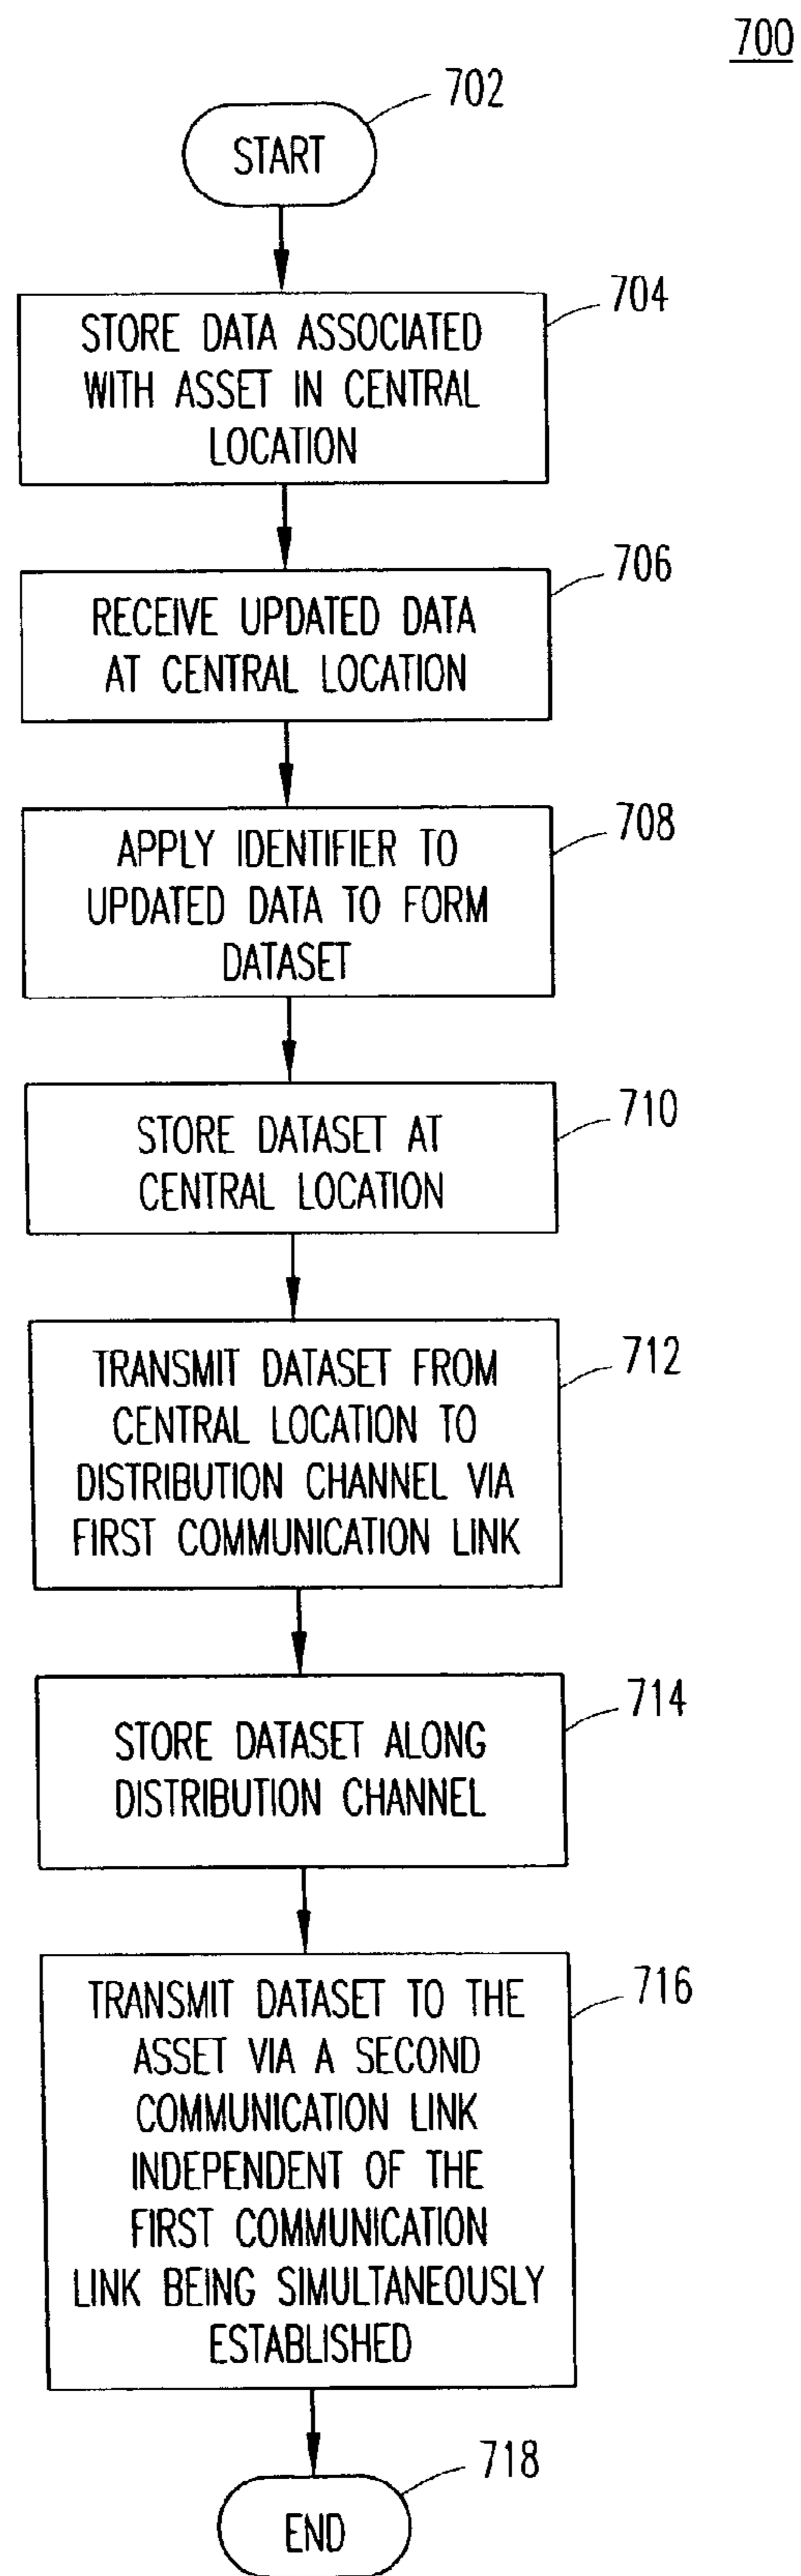 700
702
START
704
STORE DATA ASSOCIATED
WITH ASSET IN CENTRAL
LOCATION
706
RECEIVE UPDATED DATA
AT CENTRAL LOCATION
708
APPLY IDENTIFIER TO
UPDATED DATA TO FORM
DATASET
710
STORE DATASET AT
CENTRAL LOCATION
712
TRANSMIT DATASET FROM
CENTRAL LOCATION TO
DISTRIBUTION CHANNEL VIA
FIRST COMMUNICATION LINK
714
STORE DATASET ALONG
DISTRIBUTION CHANNEL
716
TRANSMIT DATASET TO THE
ASSET VIA A SECOND
COMMUNICATION LINK
INDEPENDENT OF THE
FIRST COMMUNICATION
LINK BEING SIMULTANEOUSLY
ESTABLISHED
718
END